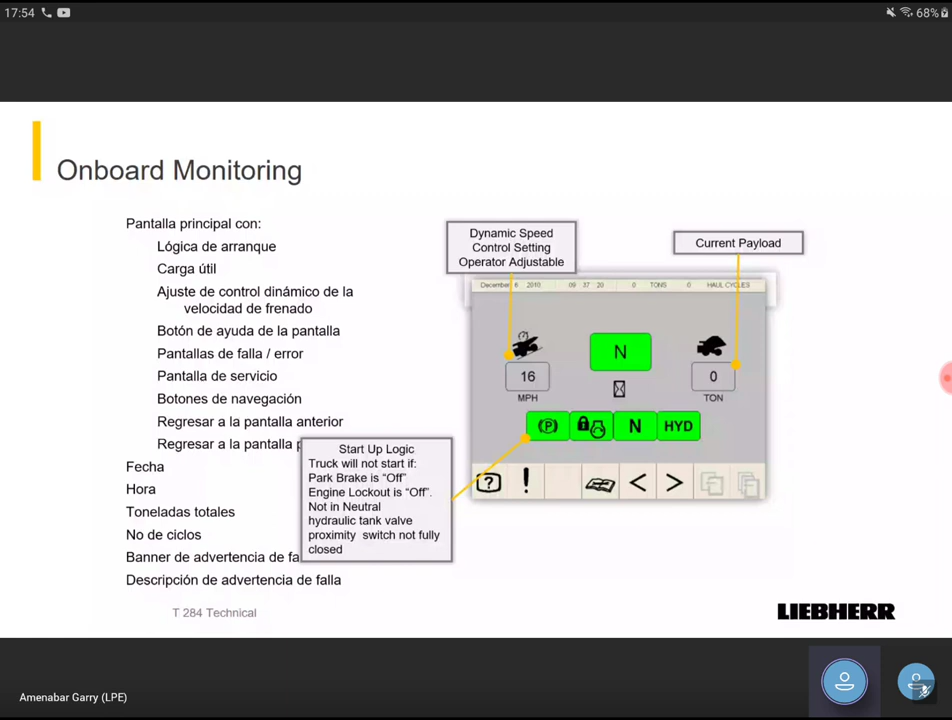 17:54
68%
Onboard Monitoring
Pantalla principal con:
Lógica de arranque
Carga útil
Ajuste de control dinámico de la
velocidad de frenado
Botón de ayuda de la pantalla
Pantallas de falla / error
Pantalla de servicio
Botones de navegación
Regresar a la pantalla anterior
Regresar a la pantalla
Fecha
Hora
Toneladas totales
No de ciclos
Banner de advertencia de
Descripción de advertencia de falla
Dynamic Speed
Control Setting
Operator Adjustable
Current Payload
December 6 2010 09 37 20 0 TONS 0 HAUL CYCLES
N
16
MPH
0
TON
(P) N HYD
? ! < >
Start Up Logic
Truck will not start if:
Park Brake is “Off”
Engine Lockout is “Off”.
Not in Neutral
hydraulic tank valve
proximity switch not fully
closed
T 284 Technical
LIEBHERR
Amenabar Garry (LPE)